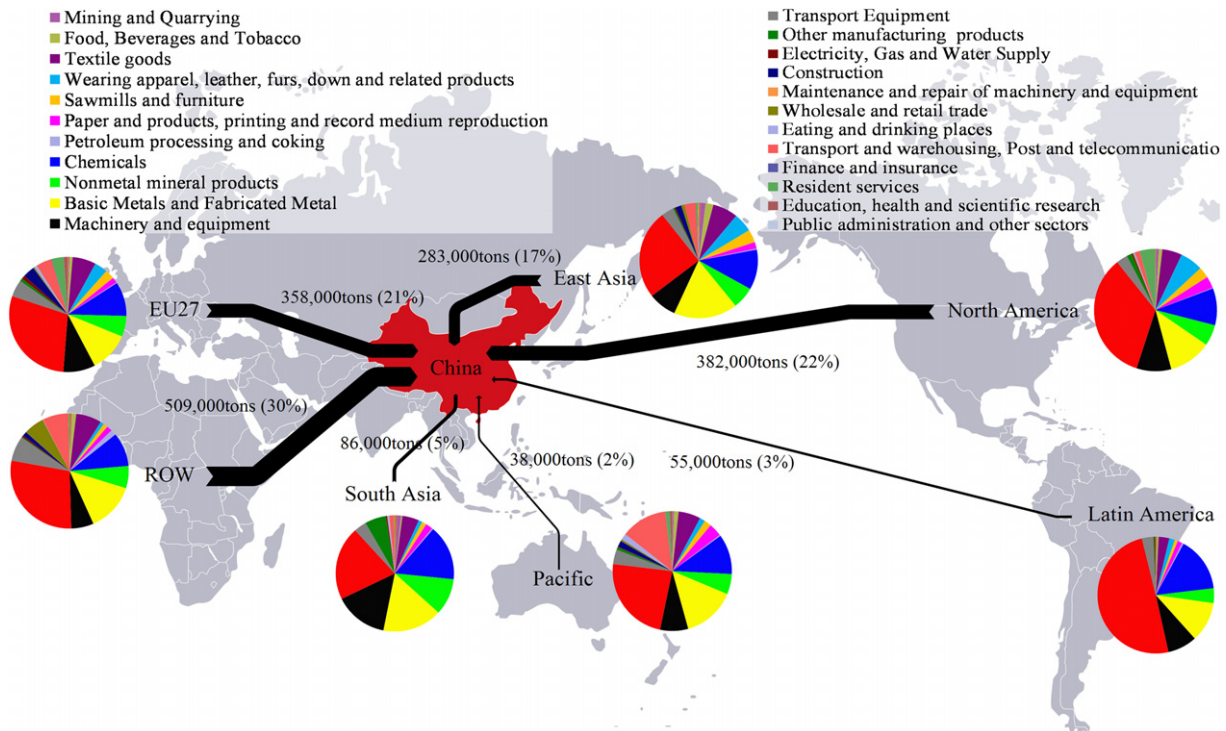 Mining and Quarrying
Food, Beverages and Tobacco
Textile goods
Wearing apparel, leather, furs, down and related products
Sawmills and furniture
Paper and products, printing and record medium reproduction
Petroleum processing and coking
Chemicals
Nonmetal mineral products
Basic Metals and Fabricated Metal
Machinery and equipment
Transport Equipment
Other manufacturing products
Electricity, Gas and Water Supply
Construction
Maintenance and repair of machinery and equipment
Wholesale and retail trade
Eating and drinking places
Transport and warehousing, Post and telecommunicatio
Finance and insurance
Resident services
Education, health and scientific research
Public administration and other sectors
283,000tons (17%)
East Asia
358,000tons (21%)
EU27
North America
382,000tons (22%)
China
509,000tons (30%)
86,000tons (5%)
38,000tons (2%)
55,000tons (3%)
ROW
South Asia
Latin America
Pacific